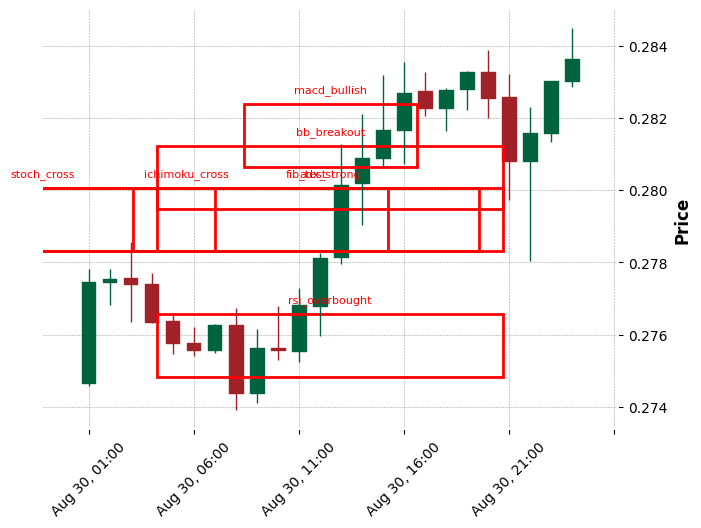 macd_bullish
bb_breakout
stoch_cross
ichimoku_cross
rsi_overbought
0.284
0.282
0.280
0.278
0.276
0.274
Price
Aug 30, 01:00
Aug 30, 06:00
Aug 30, 11:00
Aug 30, 16:00
Aug 30, 21:00